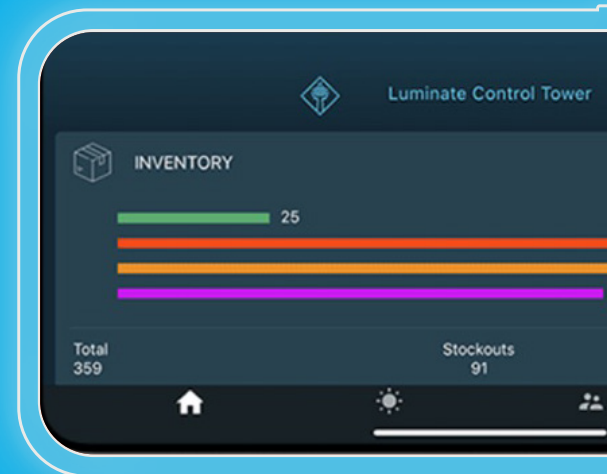 Luminate Control Tower
INVENTORY
25
Total
359
Stockouts
91